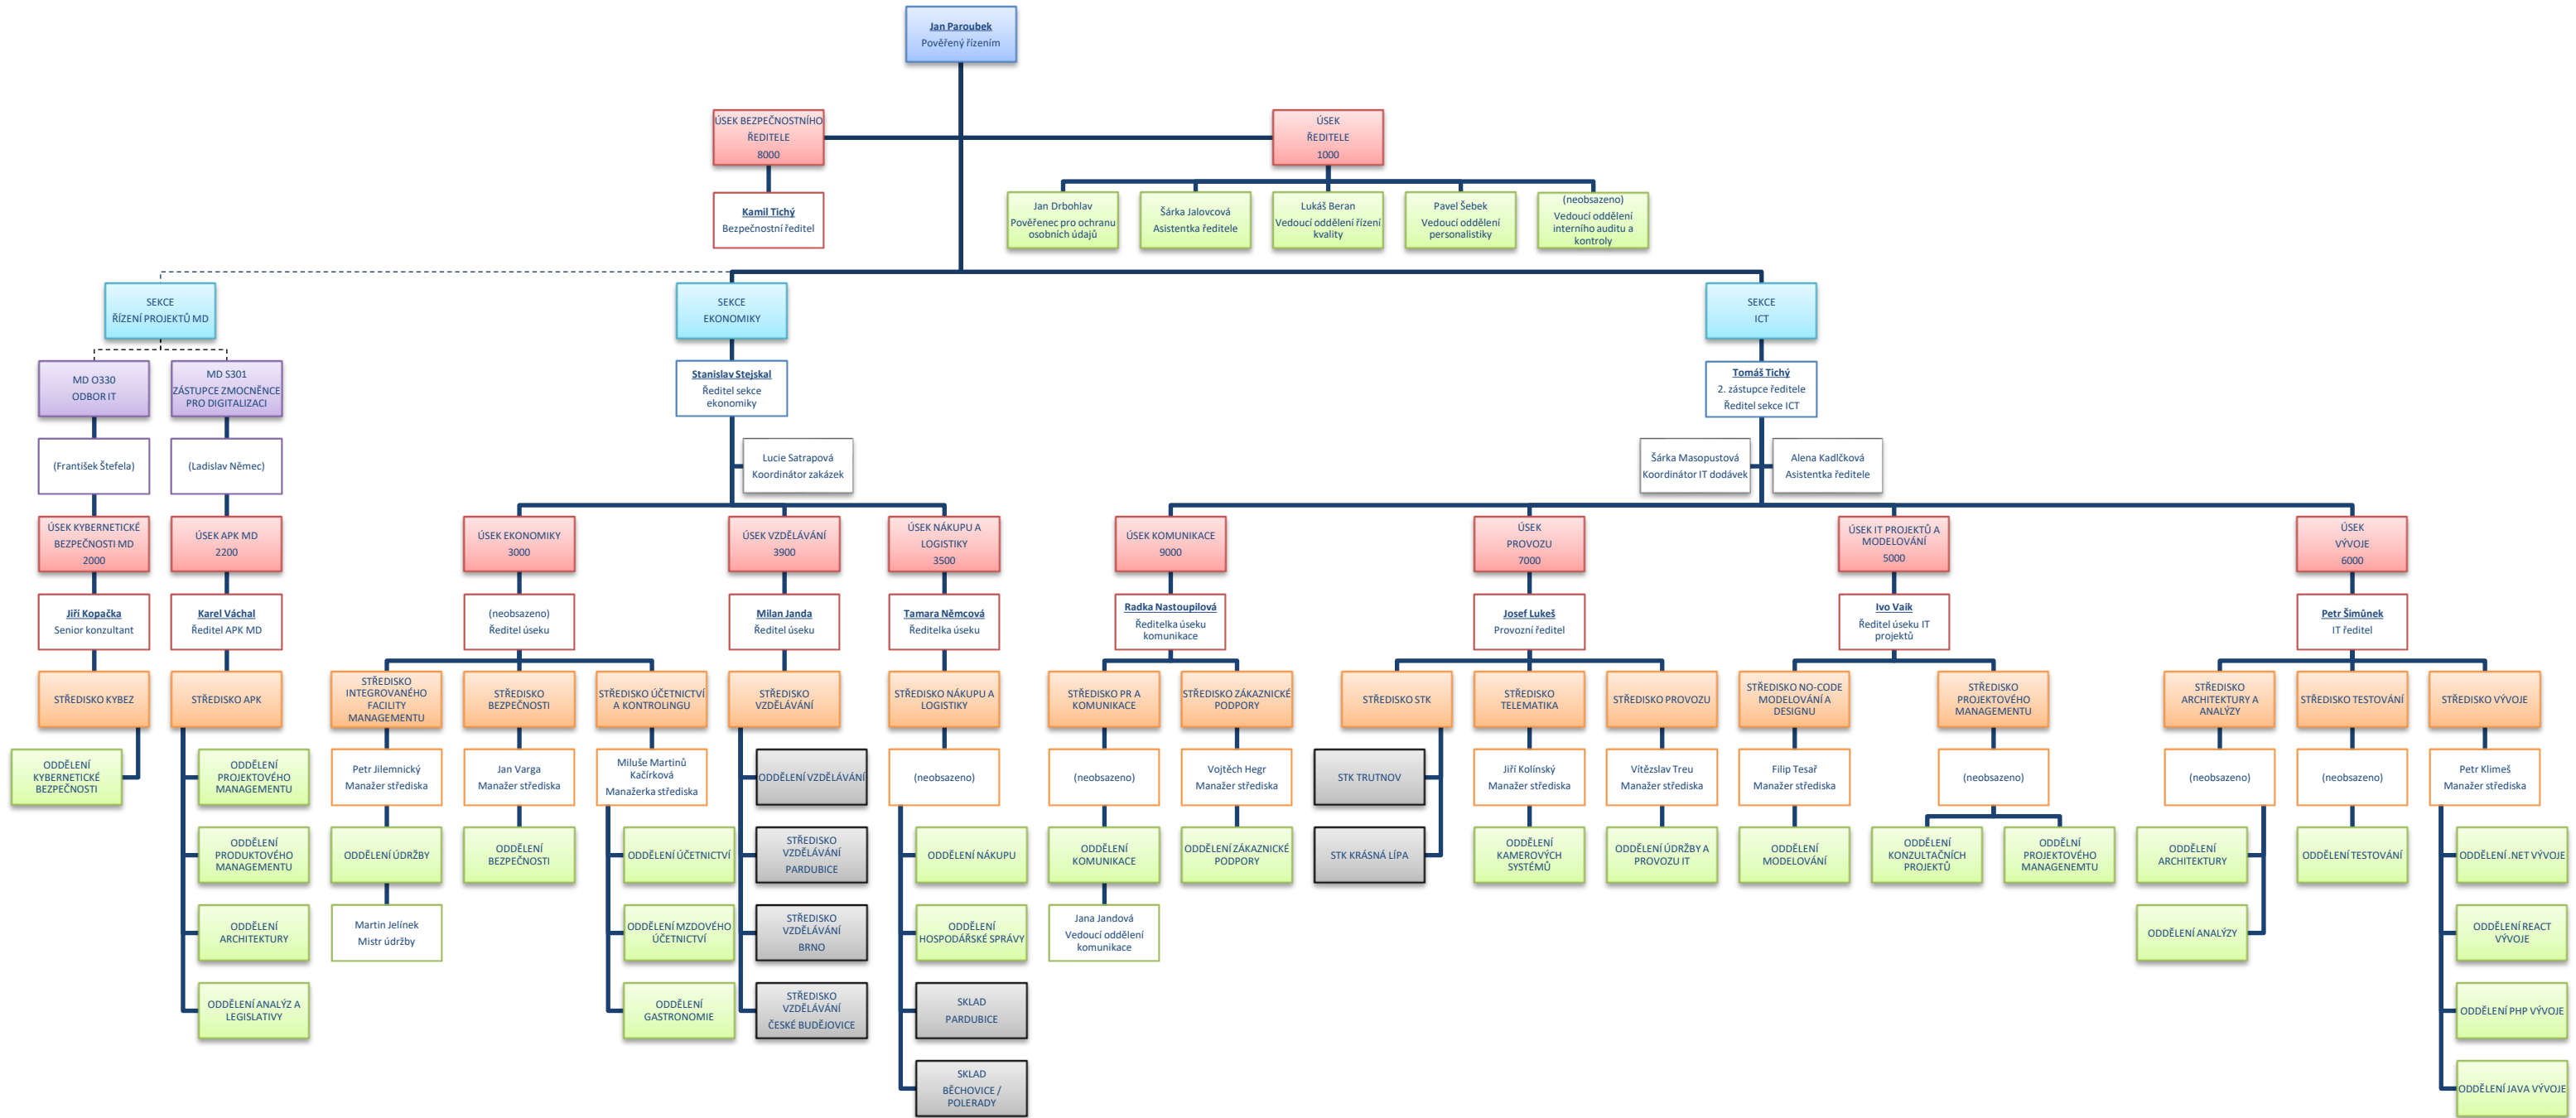 Jan Paroubek
Pověřený řízením
ÚSEK BEZPEČNOSTNÍHO
ŘEDITELE
8000
ÚSEK
ŘEDITELE
1000
Kamil Tichý
Bezpečnostní ředitel
Jan Drbohlav
Pověřenec pro ochranu
osobních údajů
Šárka Jalovcová
Asistentka ředitele
Lukáš Beran
Vedoucí oddělení řízení
kvality
Pavel Šebek
Vedoucí oddělení
personalistiky
(neobsazeno)
Vedoucí oddělení
interního auditu a
kontroly
SEKCE
ŘÍZENÍ PROJEKTŮ MD
SEKCE
EKONOMIKY
SEKCE
ICT
MD O330
ODBOR IT
MD S301
ZÁSTUPCE ZMOCNĚNCE
PRO DIGITALIZACI
Stanislav Stejskal
Ředitel sekce
ekonomiky
Tomáš Tichý
2. zástupce ředitele
Ředitel sekce ICT
(František Štefela)
(Ladislav Němec)
Lucie Satrapová
Koordinátor zakázek
Šárka Masopustová
Koordinátor IT dodávek
Alena Kadlčková
Asistentka ředitele
ÚSEK KYBERNETICKÉ
BEZPEČNOSTI MD
2000
ÚSEK APK MD
2200
ÚSEK EKONOMIKY
3000
ÚSEK VZDĚLÁVÁNÍ
3900
ÚSEK NÁKUPU A
LOGISTIKY
3500
ÚSEK KOMUNIKACE
9000
ÚSEK
PROVOZU
7000
ÚSEK IT PROJEKTŮ A
MODELOVÁNÍ
5000
ÚSEK
VÝVOJE
6000
Jiří Kopačka
Senior konzultant
Karel Váchal
Ředitel APK MD
(neobsazeno)
Ředitel úseku
Milan Janda
Ředitel úseku
Tamara Němcová
Ředitelka úseku
Radka Nastoupilová
Ředitelka úseku
komunikace
Josef Lukeš
Provozní ředitel
Ivo Vaik
Ředitel úseku IT
projektů
Petr Šimůnek
IT ředitel
STŘEDISKO KYBEZ
STŘEDISKO APK
STŘEDISKO
INTEGROVANÉHO
FACILITY
MANAGEMENTU
STŘEDISKO
BEZPEČNOSTI
STŘEDISKO ÚČETNICTVÍ
A KONTROLINGU
STŘEDISKO
VZDĚLÁVÁNÍ
STŘEDISKO NÁKUPU A
LOGISTIKY
STŘEDISKO PR A
KOMUNIKACE
STŘEDISKO ZÁKAZNICKÉ
PODPORY
STŘEDISKO STK
STŘEDISKO
TELEMATIKA
STŘEDISKO PROVOZU
STŘEDISKO NO-CODE
MODELOVÁNÍ A
DESIGNU
STŘEDISKO
PROJEKTOVÉHO
MANAGEMENTU
STŘEDISKO
ARCHITEKTURY A
ANALÝZY
STŘEDISKO TESTOVÁNÍ
STŘEDISKO VÝVOJE
ODDĚLENÍ
KYBERNETICKÉ
BEZPEČNOSTI
ODDĚLENÍ
PROJEKTOVÉHO
MANAGEMENTU
Petr Jilemnický
Manažer střediska
Jan Varga
Manažer střediska
Miluše Martinů
Kačírková
Manažerka střediska
ODDĚLENÍ VZDĚLÁVÁNÍ
(neobsazeno)
(neobsazeno)
Vojtěch Hegr
Manažer střediska
STK TRUTNOV
Jiří Kolínský
Manažer střediska
Vítězslav Treu
Manažer střediska
Filip Tesař
Manažer střediska
(neobsazeno)
(neobsazeno)
(neobsazeno)
Petr Klimeš
Manažer střediska
ODDĚLENÍ
PRODUKTOVÉHO
MANAGEMENTU
ODDĚLENÍ ÚDRŽBY
ODDĚLENÍ
BEZPEČNOSTI
ODDĚLENÍ ÚČETNICTVÍ
STŘEDISKO
VZDĚLÁVÁNÍ
PARDUBICE
ODDĚLENÍ NÁKUPU
ODDĚLENÍ
KOMUNIKACE
ODDĚLENÍ ZÁKAZNICKÉ
PODPORY
STK KRÁSNÁ LÍPA
ODDĚLENÍ
KAMEROVÝCH
SYSTÉMŮ
ODDĚLENÍ ÚDRŽBY A
PROVOZU IT
ODDĚLENÍ
MODELOVÁNÍ
ODDĚLENÍ
KONZULTAČNÍCH
PROJEKTŮ
ODDĚLENÍ
PROJEKTOVÉHO
MANAGENEMTU
ODDĚLENÍ
ARCHITEKTURY
ODDĚLENÍ TESTOVÁNÍ
ODDĚLENÍ .NET VÝVOJE
ODDĚLENÍ
ARCHITEKTURY
Martin Jelínek
Mistr údržby
ODDĚLENÍ MZDOVÉHO
ÚČETNICTVÍ
STŘEDISKO
VZDĚLÁVÁNÍ
BRNO
ODDĚLENÍ
HOSPODÁŘSKÉ SPRÁVY
Jana Jandová
Vedoucí oddělení
komunikace
ODDĚLENÍ ANALÝZY
ODDĚLENÍ REACT
VÝVOJE
ODDĚLENÍ ANALÝZ A
LEGISLATIVY
ODDĚLENÍ
GASTRONOMIE
STŘEDISKO
VZDĚLÁVÁNÍ
ČESKÉ BUDĚJOVICE
SKLAD
PARDUBICE
ODDĚLENÍ PHP VÝVOJE
SKLAD
BĚCHOVICE /
POLERADY
ODDĚLENÍ JAVA VÝVOJE